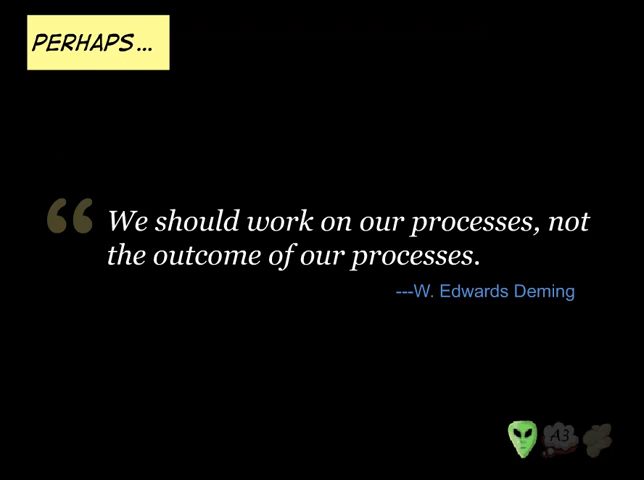 PERHAPS...
“ We should work on our processes, not
the outcome of our processes.
---W. Edwards Deming
A3